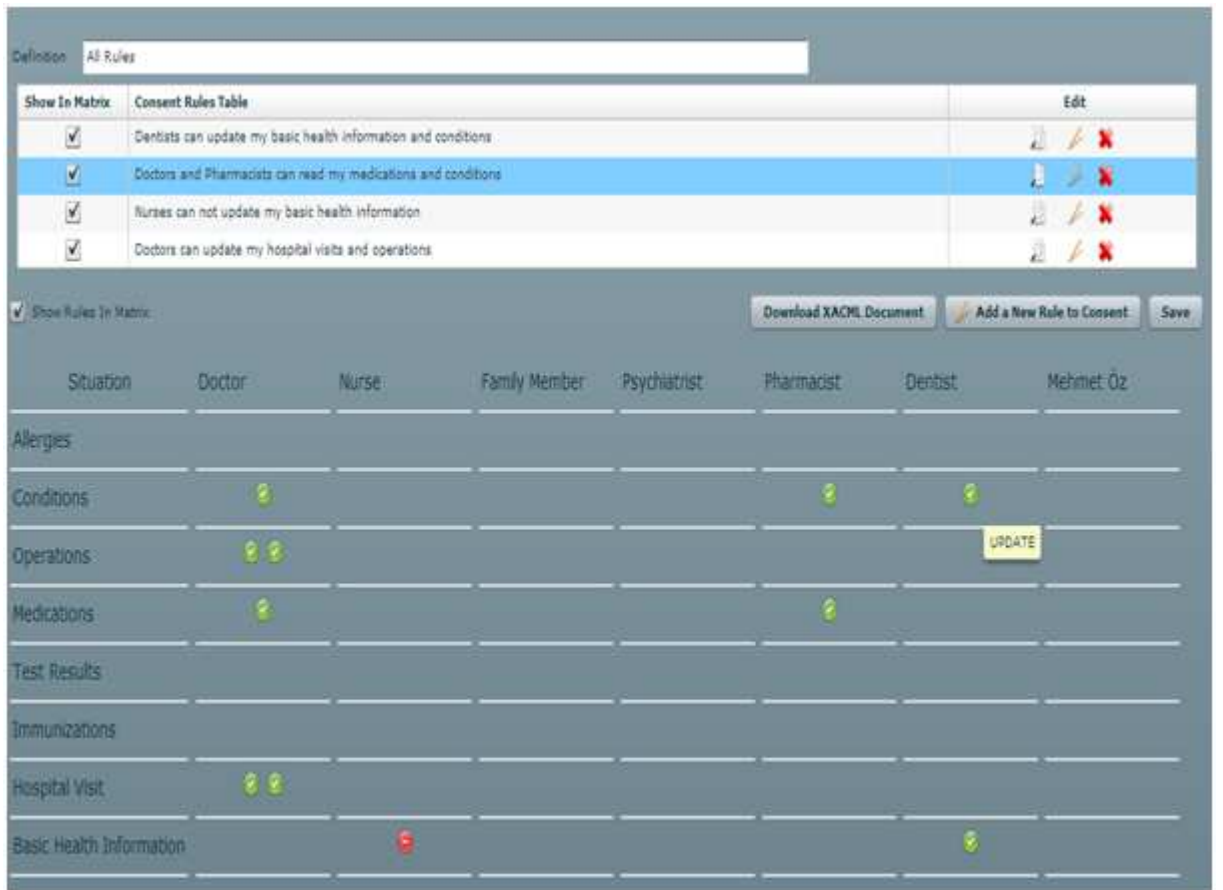 Definition All Rules
Show In Matrix Consent Rules Table Edit
Dentists can update my basic health information and conditions
Doctors and Pharmacists can read my medications and conditions
Nurses can not update my basic health information
Doctors can update my hospital visits and operations
Show Rules In Matrix Download XACML Document Add a New Rule to Consent Save
Situation Doctor Nurse Family Member Psychiatrist Pharmacist Dentist Mehmet Öz
Allergies
Conditions
UPDATE
Operations
Medications
Test Results
Immunizations
Hospital Visit
Basic Health Information